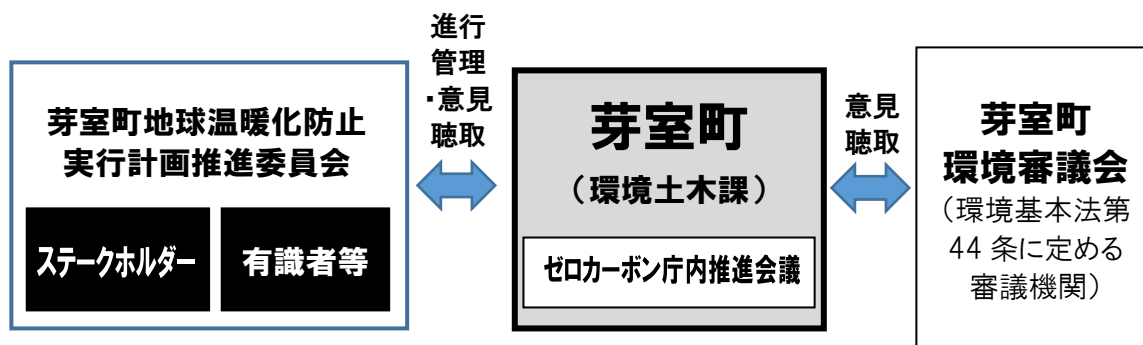 芽室町地球温暖化防止
実行計画推進委員会
ステークホルダー
有識者等
進行
管理
・意見
聴取
芽室町
（環境土木課）
ゼロカーボン庁内推進会議
意見
聴取
芽室町
環境審議会
（環境基本法第
44 条に定める
審議機関）